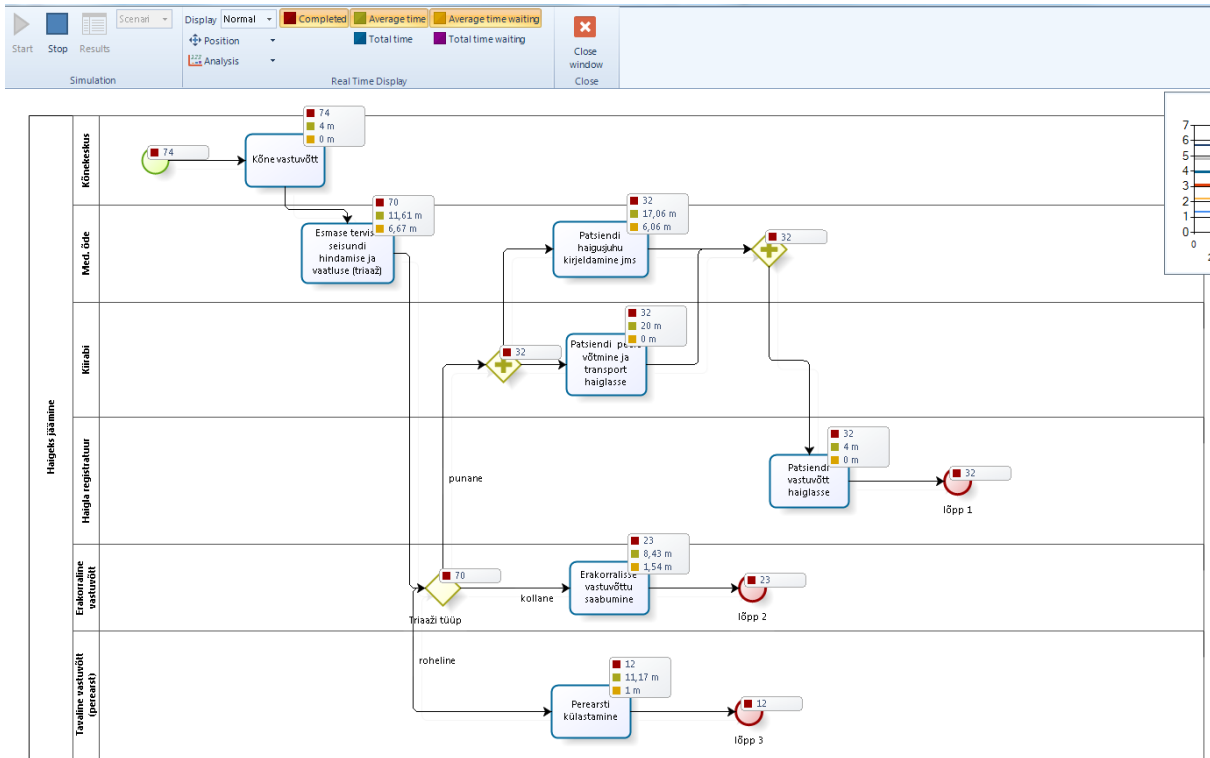 Scenari
Display Normal
Completed
Average time
Average time waiting
Position
Total time
Total time waiting
Start
Stop
Results
Analysis
Close
window
Simulation
Real Time Display
Close
Haigeks jäämine
Kõnekeskus
74
Kõne vastuvõtt
74
4 m
0 m
Med. õde
Esmase
seisundi
hindamise ja
vaatluse (triaaž)
70
11,61 m
6,67 m
Patsiendi
haigusjuhu
kirjeldamine jms
32
17,06 m
6,06 m
32
Kiirabi
32
Patsiendi
võtmine ja
transport
haiglasse
32
20 m
0 m
Haigla registratuur
punane
Patsiendi
vastuvõtt
haiglasse
32
4 m
0 m
32
lõpp 1
Erakorraline
vastuvõtt
70
Triaaži tüüp
kollane
Erakorralisse
vastuvõttu
saabumine
23
8,43 m
1,54 m
23
lõpp 2
Tavaline vastuvõtt
(perearst)
roheline
Perearsti
külastamine
12
11,17 m
1 m
12
lõpp 3
7
6
5
4
3
2
1
0
0